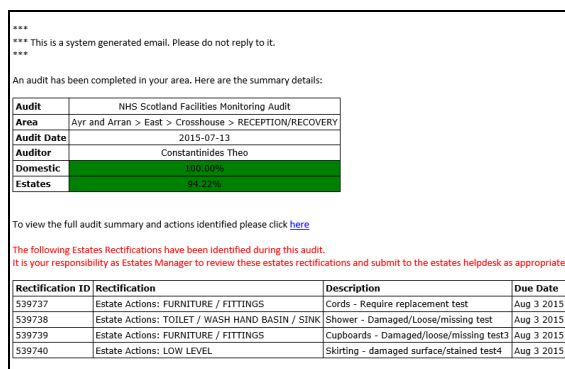 ***
*** This is a system generated email. Please do not reply to it.
***
An audit has been completed in your area. Here are the summary details:
Audit NHS Scotland Facilities Monitoring Audit
Area Ayr and Arran > East > Crosshouse > RECEPTION/RECOVERY
Audit Date 2015-07-13
Auditor Constantinides Theo
Domestic 100.00%
Estates 94.22%
To view the full audit summary and actions identified please click here
The following Estates Rectifications have been identified during this audit.
It is your responsibility as Estates Manager to review these estates rectifications and submit to the estates helpdesk as appropriate
Rectification ID Rectification Description Due Date
539737 Estate Actions: FURNITURE / FITTINGS Cords - Require replacement test Aug 3 2015
539738 Estate Actions: TOILET / WASH HAND BASIN / SINK Shower - Damaged/Loose/missing test Aug 3 2015
539739 Estate Actions: FURNITURE / FITTINGS Cupboards - Damaged/loose/missing test3 Aug 3 2015
539740 Estate Actions: LOW LEVEL Skirting - damaged surface/stained test4 Aug 3 2015